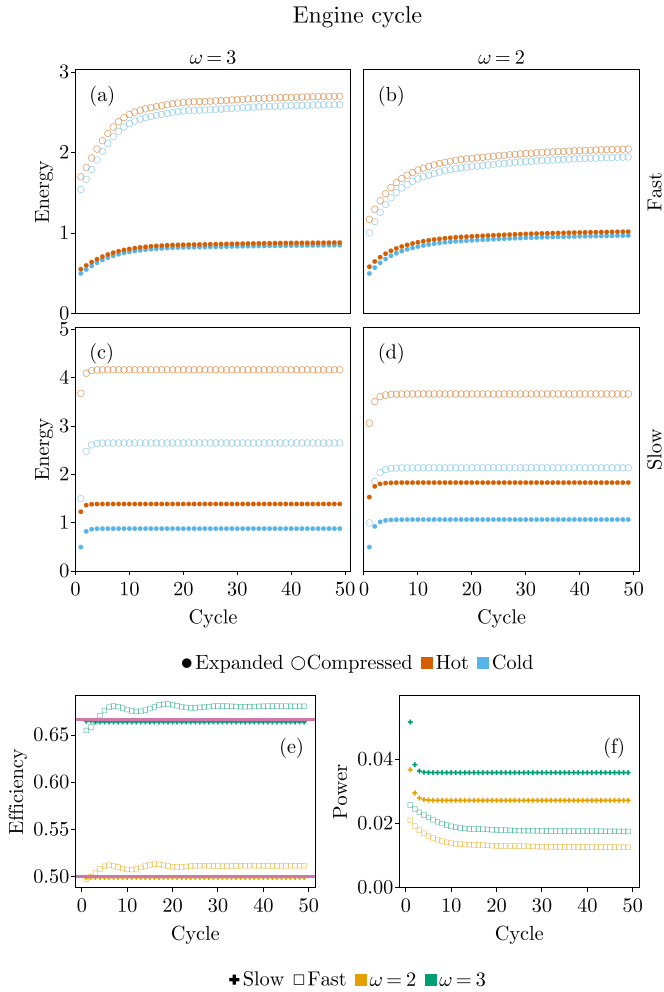 Engine cycle
ω = 3
ω = 2
(a)
(b)
Energy
3
2
1
0
Fast
(c)
(d)
Energy
5
4
3
2
1
0
Slow
0 10 20 30 40 50 0 10 20 30 40 50
Cycle
Cycle
Expanded Compressed Hot Cold
(e)
(f)
Efficiency
0.65
0.60
0.55
0.50
Power
0.04
0.02
0.00
0 10 20 30 40 50
0 10 20 30 40 50
Cycle
Cycle
Slow Fast ω = 2 ω = 3